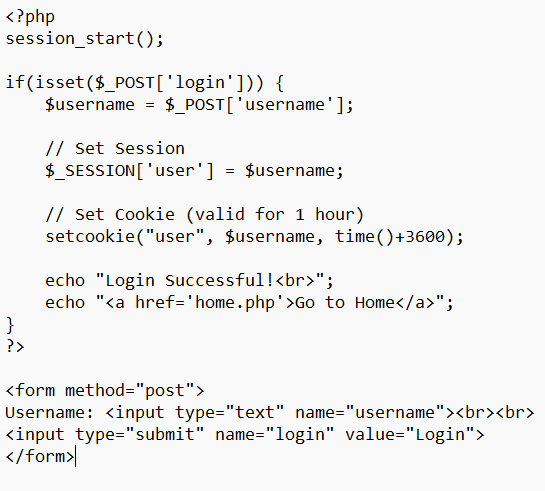 <?php
session_start();

if(isset($_POST['login'])) {
    $username = $_POST['username'];

    // Set Session
    $_SESSION['user'] = $username;

    // Set Cookie (valid for 1 hour)
    setcookie("user", $username, time()+3600);

    echo "Login Successful!<br>";
    echo "<a href='home.php'>Go to Home</a>";
}
?>

<form method="post">
Username: <input type="text" name="username"><br><br>
<input type="submit" name="login" value="Login">
</form>